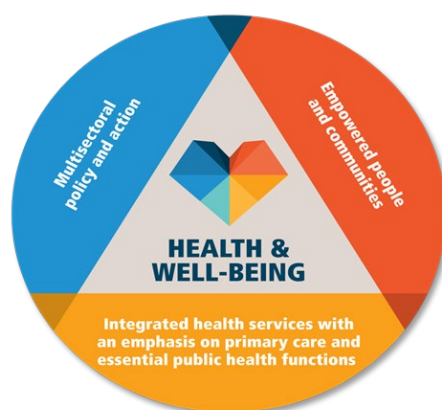 Multisectoral
policy and action
Empowered people
and communities
HEALTH &
WELL-BEING
Integrated health services with
an emphasis on primary care and
essential public health functions